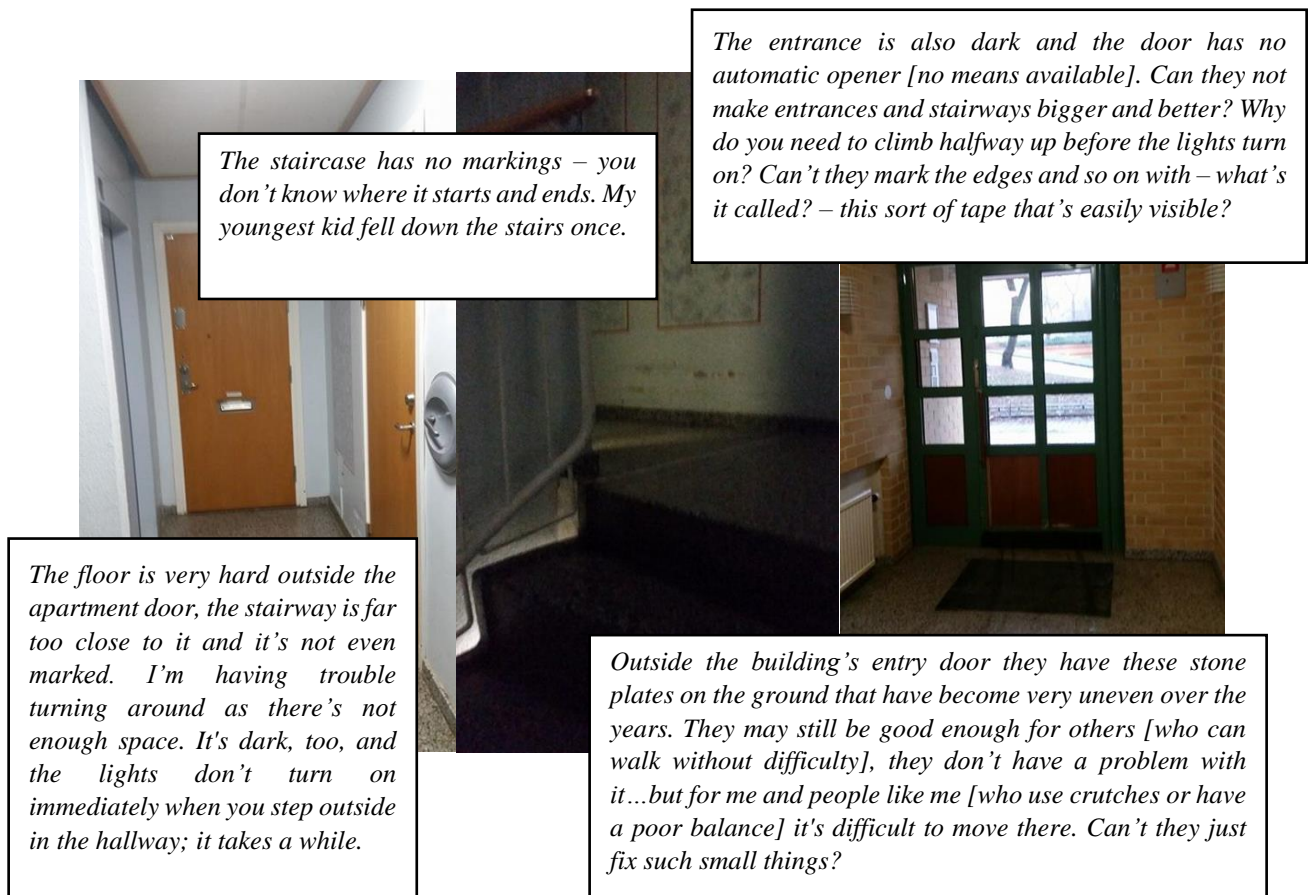 The entrance is also dark and the door has no
automatic opener [no means available]. Can they not
make entrances and stairways bigger and better? Why
do you need to climb halfway up before the lights turn
on? Can’t they mark the edges and so on with – what’s
it called? – this sort of tape that’s easily visible?
The staircase has no markings – you
don’t know where it starts and ends. My
youngest kid fell down the stairs once.
The floor is very hard outside the
apartment door, the stairway is far
too close to it and it’s not even
marked. I’m having trouble
turning around as there’s not
enough space. It's dark, too, and
the lights don’t turn on
immediately when you step outside
in the hallway; it takes a while.
Outside the building’s entry door they have these stone
plates on the ground that have become very uneven over the
years. They may still be good enough for others [who can
walk without difficulty], they don’t have a problem with
it…but for me and people like me [who use crutches or have
a poor balance] it's difficult to move there. Can’t they just
fix such small things?